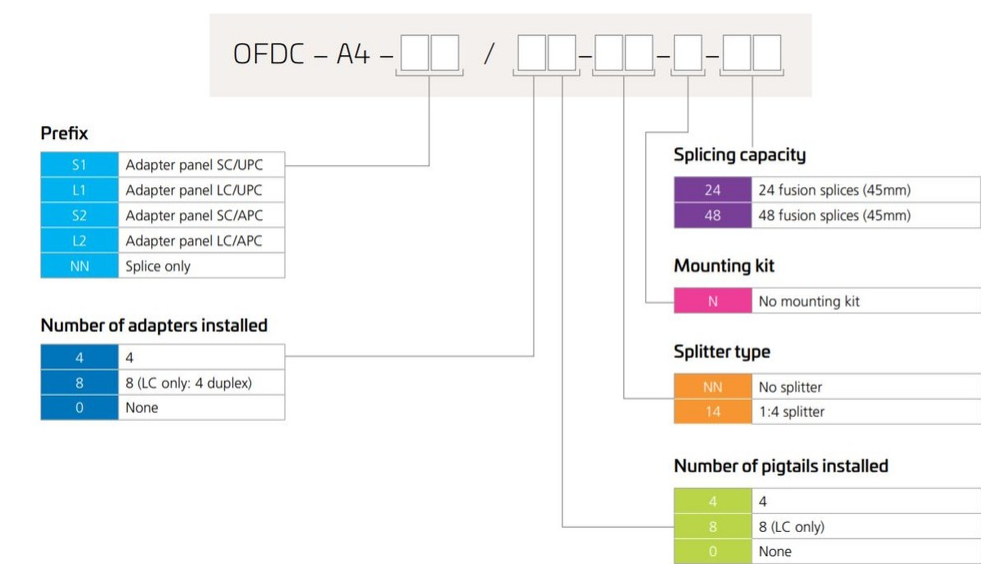 OFDC – A4 – / - - -
Prefix
S1 Adapter panel SC/UPC
L1 Adapter panel LC/UPC
S2 Adapter panel SC/APC
L2 Adapter panel LC/APC
NN Splice only
Number of adapters installed
4 4
8 8 (LC only: 4 duplex)
0 None
Splicing capacity
24 24 fusion splices (45mm)
48 48 fusion splices (45mm)
Mounting kit
N No mounting kit
Splitter type
NN No splitter
14 1:4 splitter
Number of pigtails installed
4 4
8 8 (LC only)
0 None